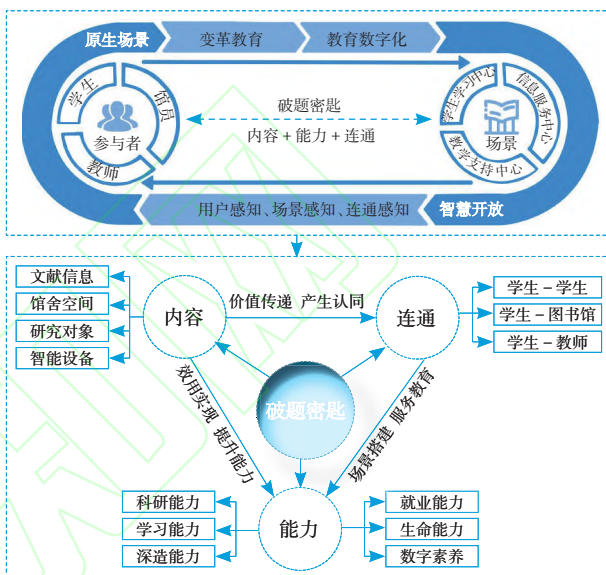 原生场景 变革教育 教育数字化
学生 馆员
参与者
教师
破题密匙
内容+能力+连通
学生学习中心 信息服务中心
场景
教学支持中心
用户感知、场景感知、连通感知 智慧开放
文献信息
馆舍空间
研究对象
智能设备
内容
价值传递 产生认同
连通
学生-学生
学生-图书馆
学生-教师
破题密匙
效用实现 提升能力
场景搭建 服务教育
科研能力
学习能力
深造能力
能力
就业能力
生命能力
数字素养